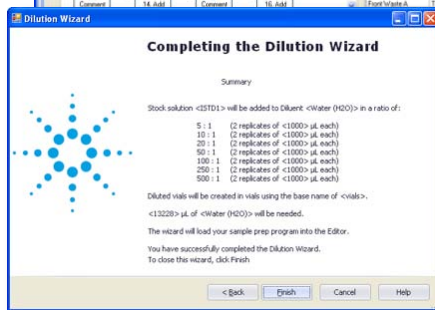 Comment 14. Add Comment 16. Add Front Waste A
Dilution Wizard
Completing the Dilution Wizard
Summary
Stock solution <ISTD1> will be added to Diluent <Water (H2O)> in a ratio of:
5 : 1 (2 replicates of <1000> µL each)
10 : 1 (2 replicates of <1000> µL each)
20 : 1 (2 replicates of <1000> µL each)
50 : 1 (2 replicates of <1000> µL each)
100 : 1 (2 replicates of <1000> µL each)
250 : 1 (2 replicates of <1000> µL each)
500 : 1 (2 replicates of <1000> µL each)
Diluted vials will be created in vials using the base name of <vials>.
<13228> µL of <Water (H2O)> will be needed.
The wizard will load your sample prep program into the Editor.
You have successfully completed the Dilution Wizard.
To close this wizard, click Finish
< Back Finish Cancel Help